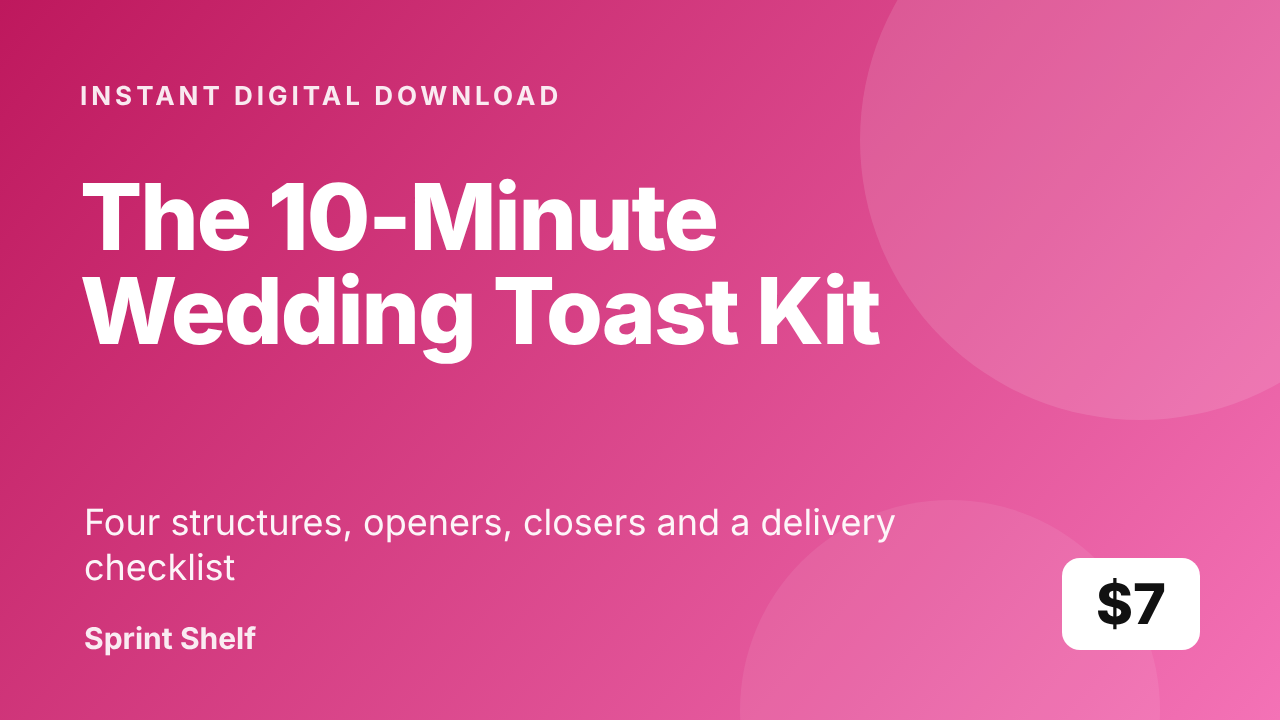 INSTANT DIGITAL DOWNLOAD
The 10-Minute
Wedding Toast Kit
Four structures, openers, closers and a delivery
checklist
Sprint Shelf
$7